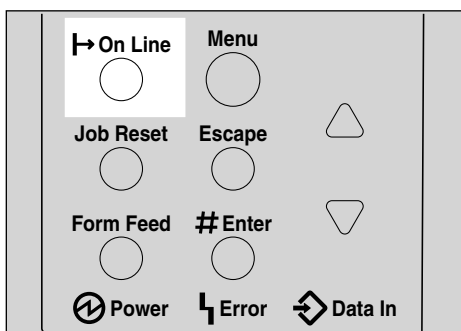 On Line Menu
Job Reset Escape
Form Feed # Enter
Power Error Data In